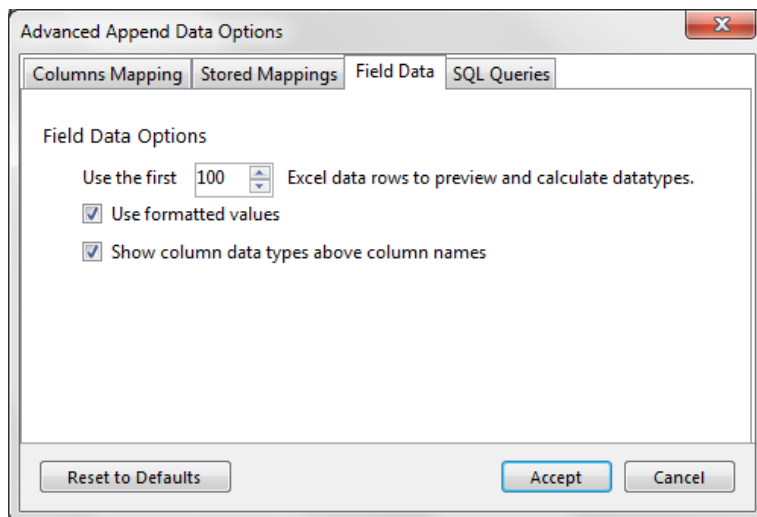 Advanced Append Data Options
Columns Mapping Stored Mappings Field Data SQL Queries
Field Data Options
Use the first 100 Excel data rows to preview and calculate datatypes.
Use formatted values
Show column data types above column names
Reset to Defaults Accept Cancel